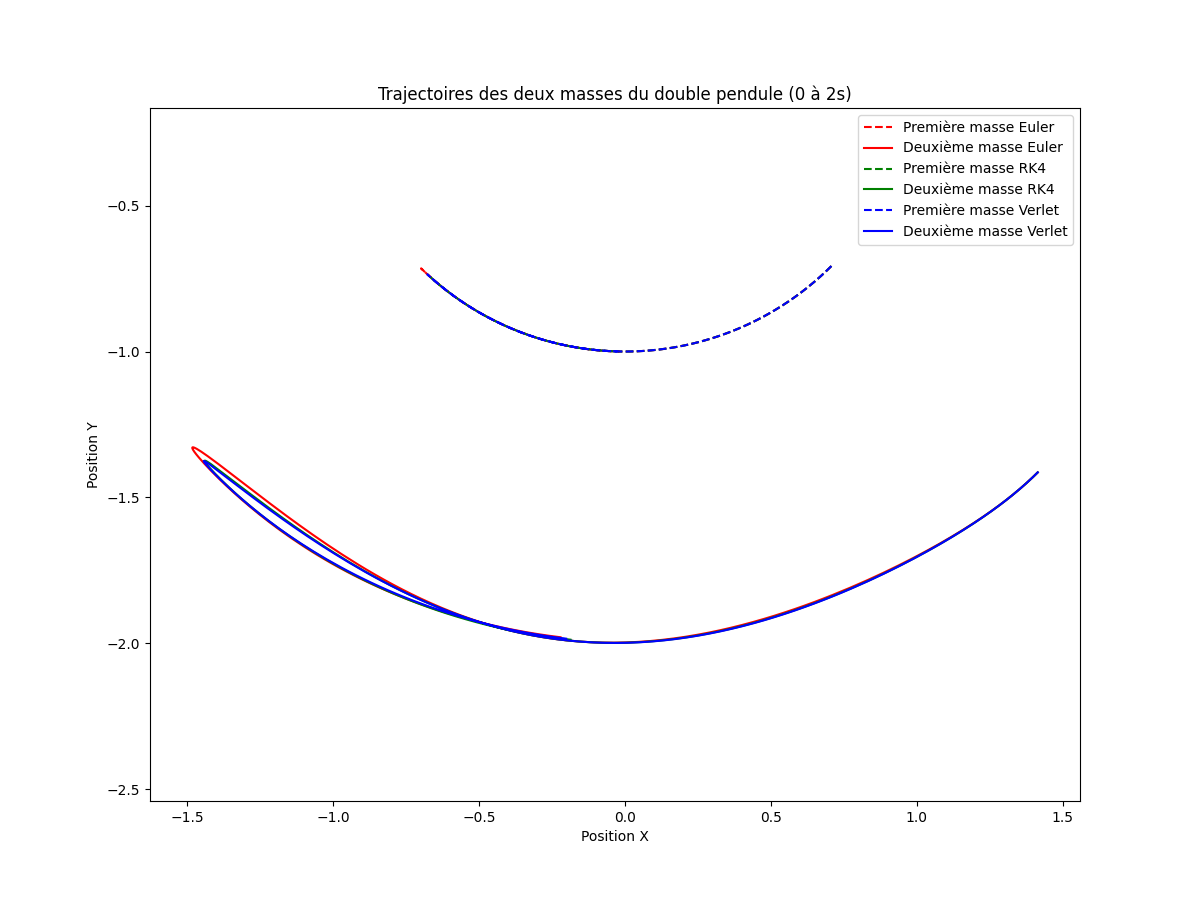 Trajectoires des deux masses du double pendule (0 à 2s)
Première masse Euler
Deuxième masse Euler
Première masse RK4
Deuxième masse RK4
Première masse Verlet
Deuxième masse Verlet
Position Y
−0.5
−1.0
−1.5
−2.0
−2.5
−1.5
−1.0
−0.5
0.0
0.5
1.0
1.5
Position X